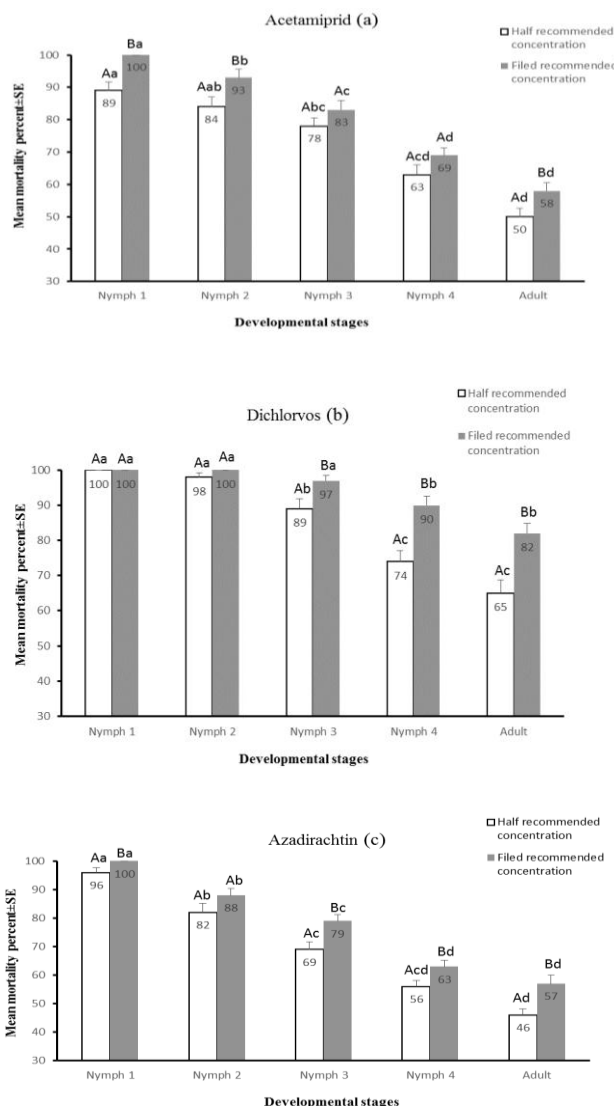 Acetamiprid (a)
Half recommended
concentration
Filed recommended
concentration
Mean mortality percent±SE
100
90
80
70
60
50
40
30
Aa
Ba
Aab
Bb
Abc
Ac
Acd
Ad
Ad
Bd
89
100
84
93
78
83
63
69
50
58
Nymph 1
Nymph 2
Nymph 3
Nymph 4
Adult
Developmental stages
Dichlorvos (b)
Half recommended
concentration
Filed recommended
concentration
Mean mortality percent±SE
100
90
80
70
60
50
40
30
Aa
Aa
Aa
Aa
Ab
Ba
Ac
Bb
Ac
Bb
100
100
98
100
89
97
74
90
65
82
Nymph 1
Nymph 2
Nymph 3
Nymph 4
Adult
Developmental stages
Azadirachtin (c)
Half recommended
concentration
Filed recommended
concentration
Mean mortality percent±SE
100
90
80
70
60
50
40
30
Aa
Ba
Ab
Ab
Ac
Bc
Acd
Bd
Ad
Bd
96
100
82
88
69
79
56
63
46
57
Nymph 1
Nymph 2
Nymph 3
Nymph 4
Adult
Developmental stages